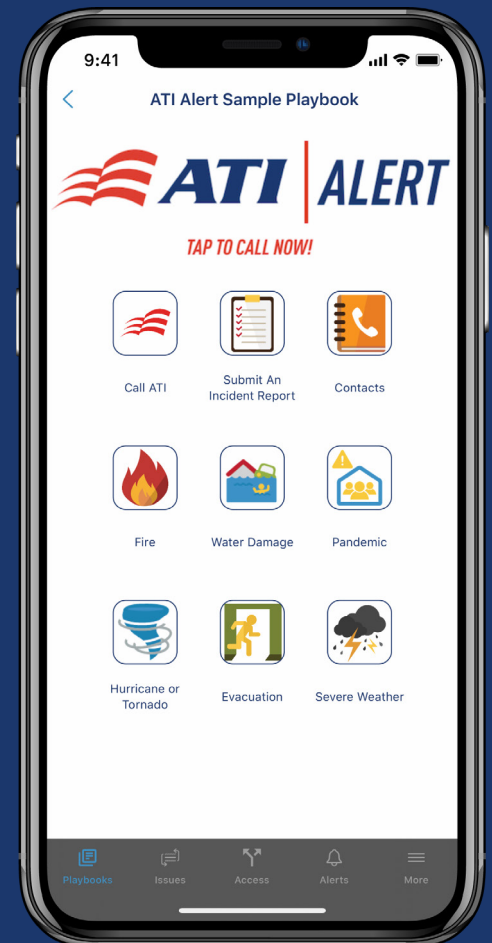 9:41
ATI Alert Sample Playbook
ATI ALERT
TAP TO CALL NOW!
Call ATI
Submit An
Incident Report
Contacts
Fire
Water Damage
Pandemic
Hurricane or
Tornado
Evacuation
Severe Weather
Playbooks
Issues
Access
Alerts
More